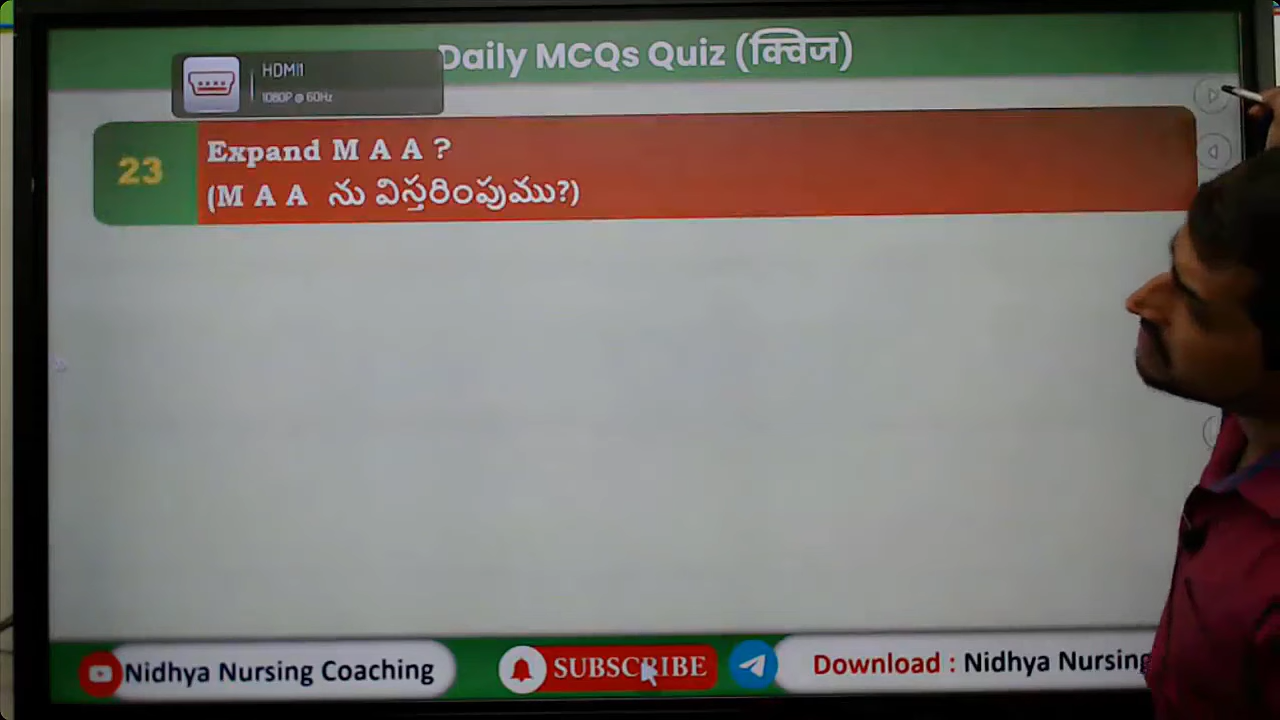 Daily MCQs Quiz (क्विज)
HDMI1
1080P @ 60Hz
23
Expand M A A ?
(M A A ను విస్తరింపుము?)
Nidhya Nursing Coaching
SUBSCRIBE
Download : Nidhya Nursing